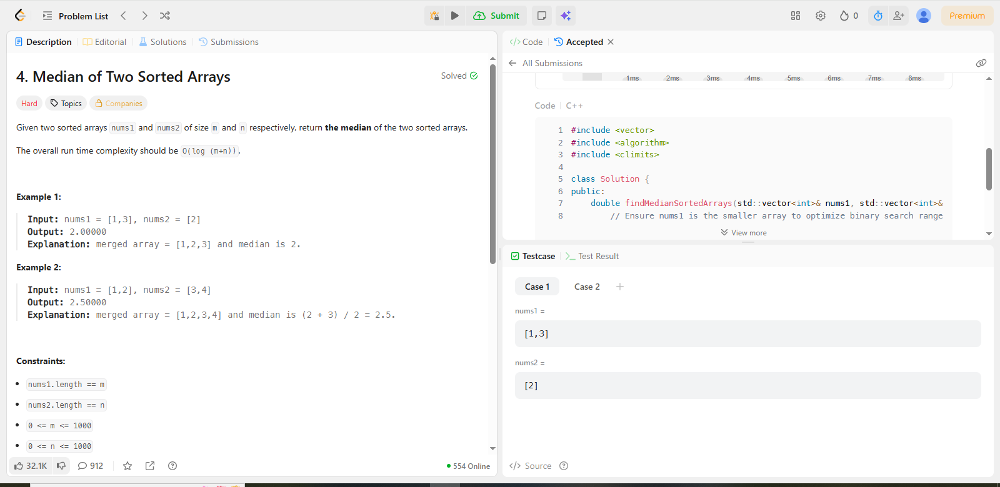 Problem List
Submit
0
Premium
Description
Editorial
Solutions
Submissions
4. Median of Two Sorted Arrays
Solved
Hard
Topics
Companies
Given two sorted arrays nums1 and nums2 of size m and n respectively, return the median of the two sorted arrays.
The overall run time complexity should be O(log (m+n)).
Example 1:
Input: nums1 = [1,3], nums2 = [2]
Output: 2.00000
Explanation: merged array = [1,2,3] and median is 2.
Example 2:
Input: nums1 = [1,2], nums2 = [3,4]
Output: 2.50000
Explanation: merged array = [1,2,3,4] and median is (2 + 3) / 2 = 2.5.
Constraints:
nums1.length == m
nums2.length == n
0 <= m <= 1000
0 <= n <= 1000
32.1K
912
554 Online
Code
Accepted
All Submissions
1ms 2ms 3ms 4ms 5ms 6ms 7ms 8ms
Code
C++
1 #include <vector>
2 #include <algorithm>
3 #include <climits>
4
5 class Solution {
6 public:
7 double findMedianSortedArrays(std::vector<int>& nums1, std::vector<int>&
8 // Ensure nums1 is the smaller array to optimize binary search range
View more
Testcase
>_ Test Result
Case 1
Case 2
+
nums1 =
[1,3]
nums2 =
[2]
</> Source